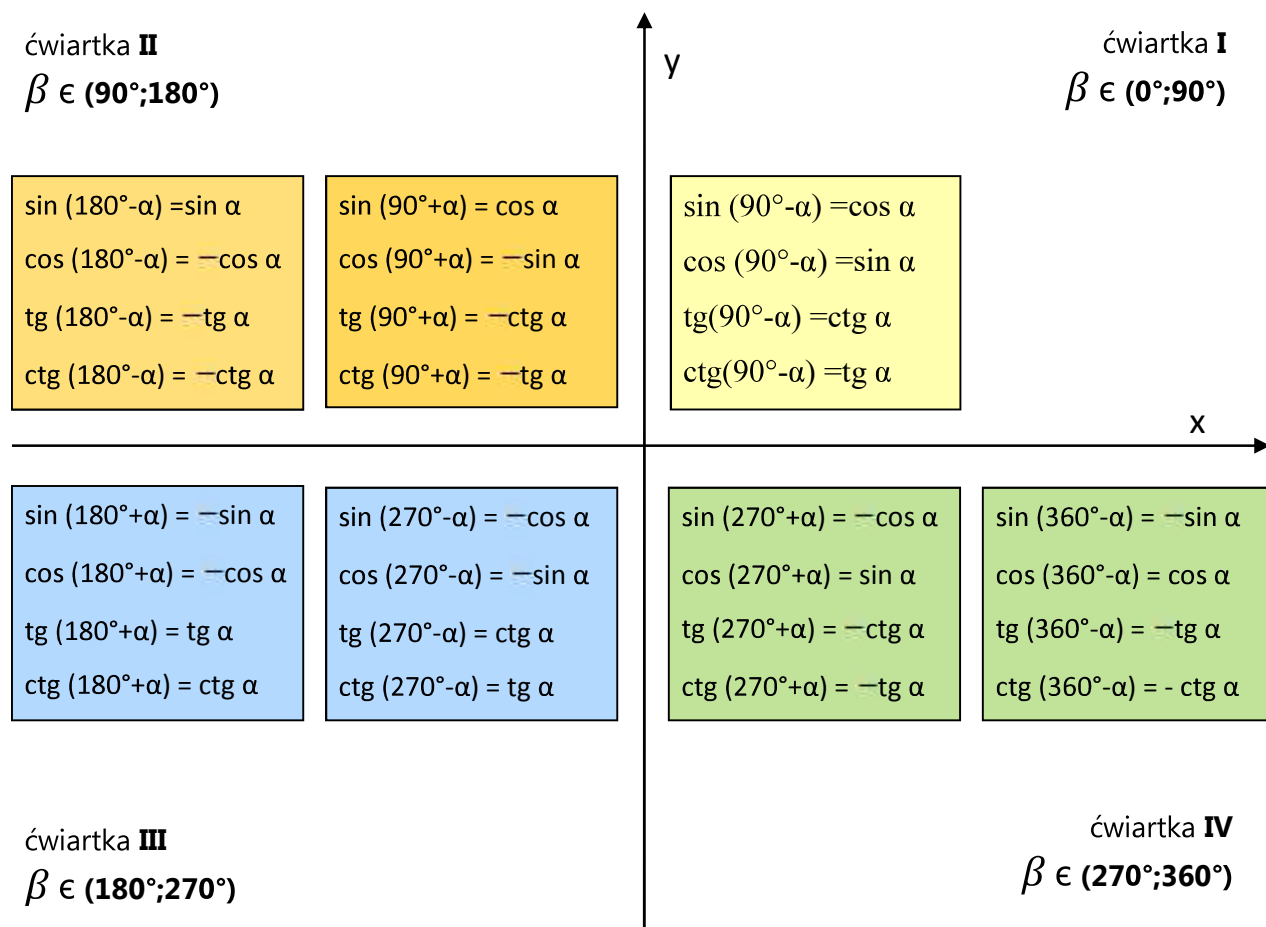 ćwiartka II
β ϵ (90°;180°)
y
ćwiartka I
β ϵ (0°;90°)
sin (180°-α) =sin α
cos (180°-α) = −cos α
tg (180°-α) = −tg α
ctg (180°-α) = −ctg α
sin (90°+α) = cos α
cos (90°+α) = −sin α
tg (90°+α) = −ctg α
ctg (90°+α) = −tg α
sin (90°-α) =cos α
cos (90°-α) =sin α
tg(90°-α) =ctg α
ctg(90°-α) =tg α
x
sin (180°+α) = −sin α
cos (180°+α) = −cos α
tg (180°+α) = tg α
ctg (180°+α) = ctg α
sin (270°-α) = −cos α
cos (270°-α) = −sin α
tg (270°-α) = ctg α
ctg (270°-α) = tg α
sin (270°+α) = −cos α
cos (270°+α) = sin α
tg (270°+α) = −ctg α
ctg (270°+α) = −tg α
sin (360°-α) = −sin α
cos (360°-α) = cos α
tg (360°-α) = −tg α
ctg (360°-α) = - ctg α
ćwiartka III
β ϵ (180°;270°)
ćwiartka IV
β ϵ (270°;360°)